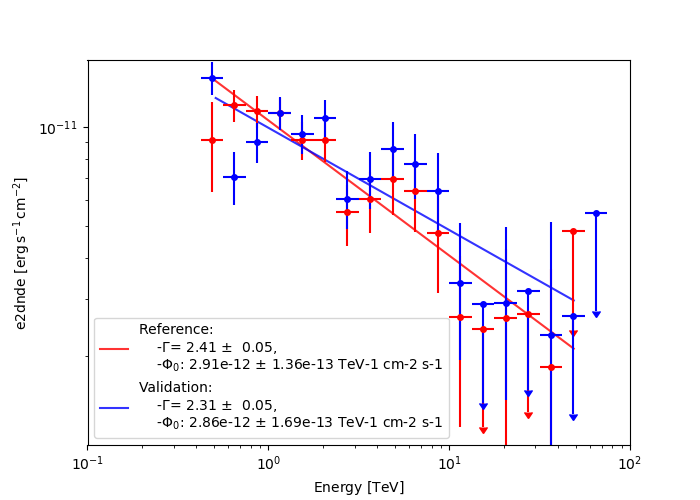 10⁻¹¹
e2dnde [erg s⁻¹ cm⁻²]
Reference:
-Γ= 2.41 ± 0.05,
-Φ₀: 2.91e-12 ± 1.36e-13 TeV-1 cm-2 s-1
Validation:
-Γ= 2.31 ± 0.05,
-Φ₀: 2.86e-12 ± 1.69e-13 TeV-1 cm-2 s-1
10⁻¹ 10⁰ 10¹ 10²
Energy [TeV]